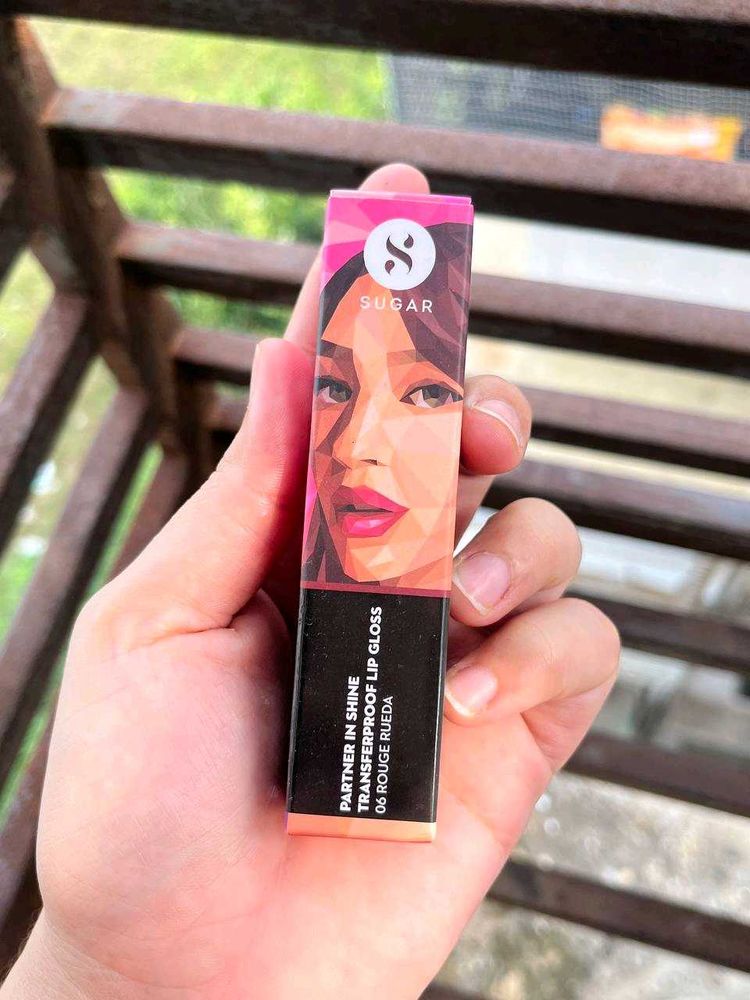 SUGAR
PARTNER IN SHINE
TRANSFERPROOF LIP GLOSS
06 ROUGE RUEDA